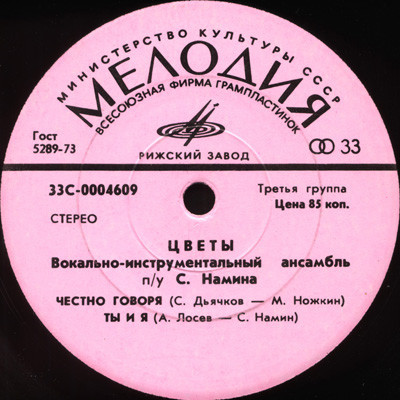 МИНИСТЕРСТВО КУЛЬТУРЫ СССР
МЕЛОДИЯ
ВСЕСОЮЗНАЯ ФИРМА ГРАМПЛАСТИНОК
Гост
5289-73
33
РИЖСКИЙ ЗАВОД
33С-0004609
Третья группа
СТЕРЕО
Цена 85 коп.
ЦВЕТЫ
Вокально-инструментальный ансамбль
п/у С. Намина
ЧЕСТНО ГОВОРЯ (С. Дьячков — М. Ножкин)
ТЫ И Я (А. Лосев — С. Намин)